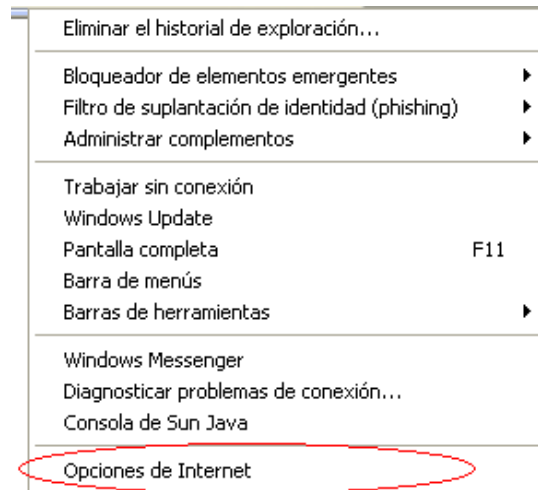 Eliminar el historial de exploración...
Bloqueador de elementos emergentes
Filtro de suplantación de identidad (phishing)
Administrar complementos
Trabajar sin conexión
Windows Update
Pantalla completa F11
Barra de menús
Barras de herramientas
Windows Messenger
Diagnosticar problemas de conexión...
Consola de Sun Java
Opciones de Internet